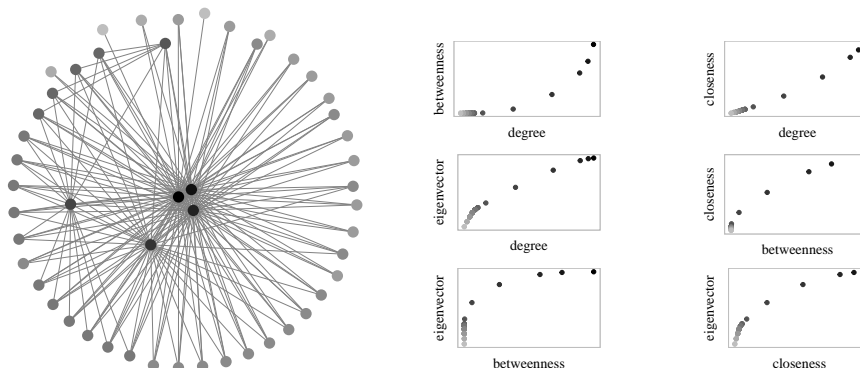 betweenness
degree
closeness
degree
eigenvector
degree
closeness
betweenness
eigenvector
betweenness
eigenvector
closeness